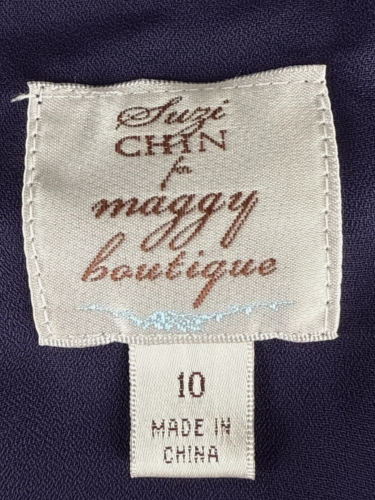 Suzi
CHIN
for
maggy
boutique
10
MADE IN
CHINA